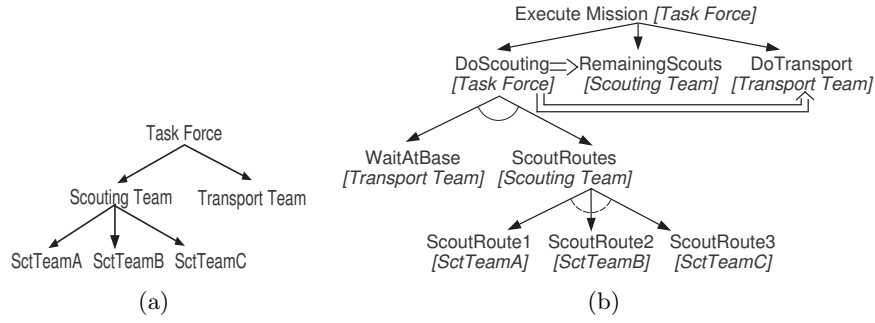 Task Force
Scouting Team Transport Team
SctTeamA SctTeamB SctTeamC
(a)
Execute Mission [Task Force]
DoScouting RemainingScouts DoTransport
[Task Force] [Scouting Team] [Transport Team]
WaitAtBase ScoutRoutes
[Transport Team] [Scouting Team]
ScoutRoute1 ScoutRoute2 ScoutRoute3
[SctTeamA] [SctTeamB] [SctTeamC]
(b)